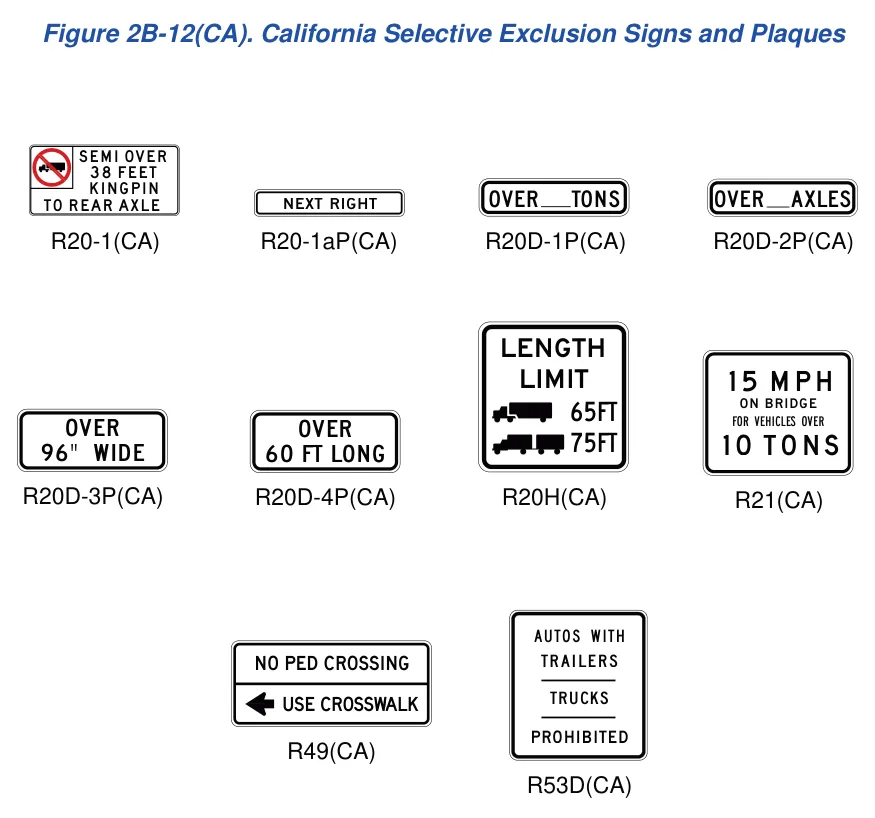 Figure 2B-12(CA). California Selective Exclusion Signs and Plaques
SEMI OVER
38 FEET
KINGPIN
TO REAR AXLE
R20-1(CA)
NEXT RIGHT
R20-1aP(CA)
OVER___TONS
R20D-1P(CA)
OVER__AXLES
R20D-2P(CA)
OVER
96" WIDE
R20D-3P(CA)
OVER
60 FT LONG
R20D-4P(CA)
LENGTH
LIMIT
65FT
75FT
R20H(CA)
15 MPH
ON BRIDGE
FOR VEHICLES OVER
10 TONS
R21(CA)
NO PED CROSSING
USE CROSSWALK
R49(CA)
AUTOS WITH
TRAILERS
TRUCKS
PROHIBITED
R53D(CA)